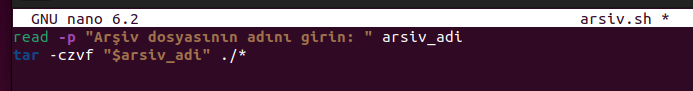 GNU nano 6.2 arsiv.sh *
read -p "Arşiv dosyasının adını girin: " arsiv_adi
tar -czvf "$arsiv_adi" ./*